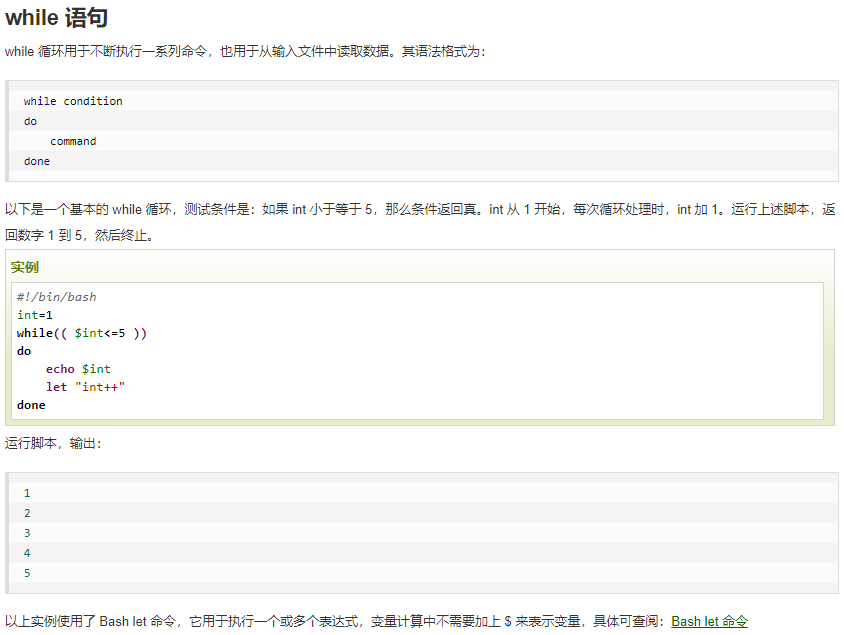 while 语句
while 循环用于不断执行一系列命令，也用于从输入文件中读取数据。其语法格式为：
while condition
do
    command
done
以下是一个基本的 while 循环，测试条件是：如果 int 小于等于 5，那么条件返回真。int 从 1 开始，每次循环处理时，int 加 1。运行上述脚本，返
回数字 1 到 5，然后终止。
实例
#!/bin/bash
int=1
while(( $int<=5 ))
do
    echo $int
    let "int++"
done
运行脚本，输出：
1
2
3
4
5
以上实例使用了 Bash let 命令，它用于执行一个或多个表达式，变量计算中不需要加上 $ 来表示变量，具体可查阅：Bash let 命令